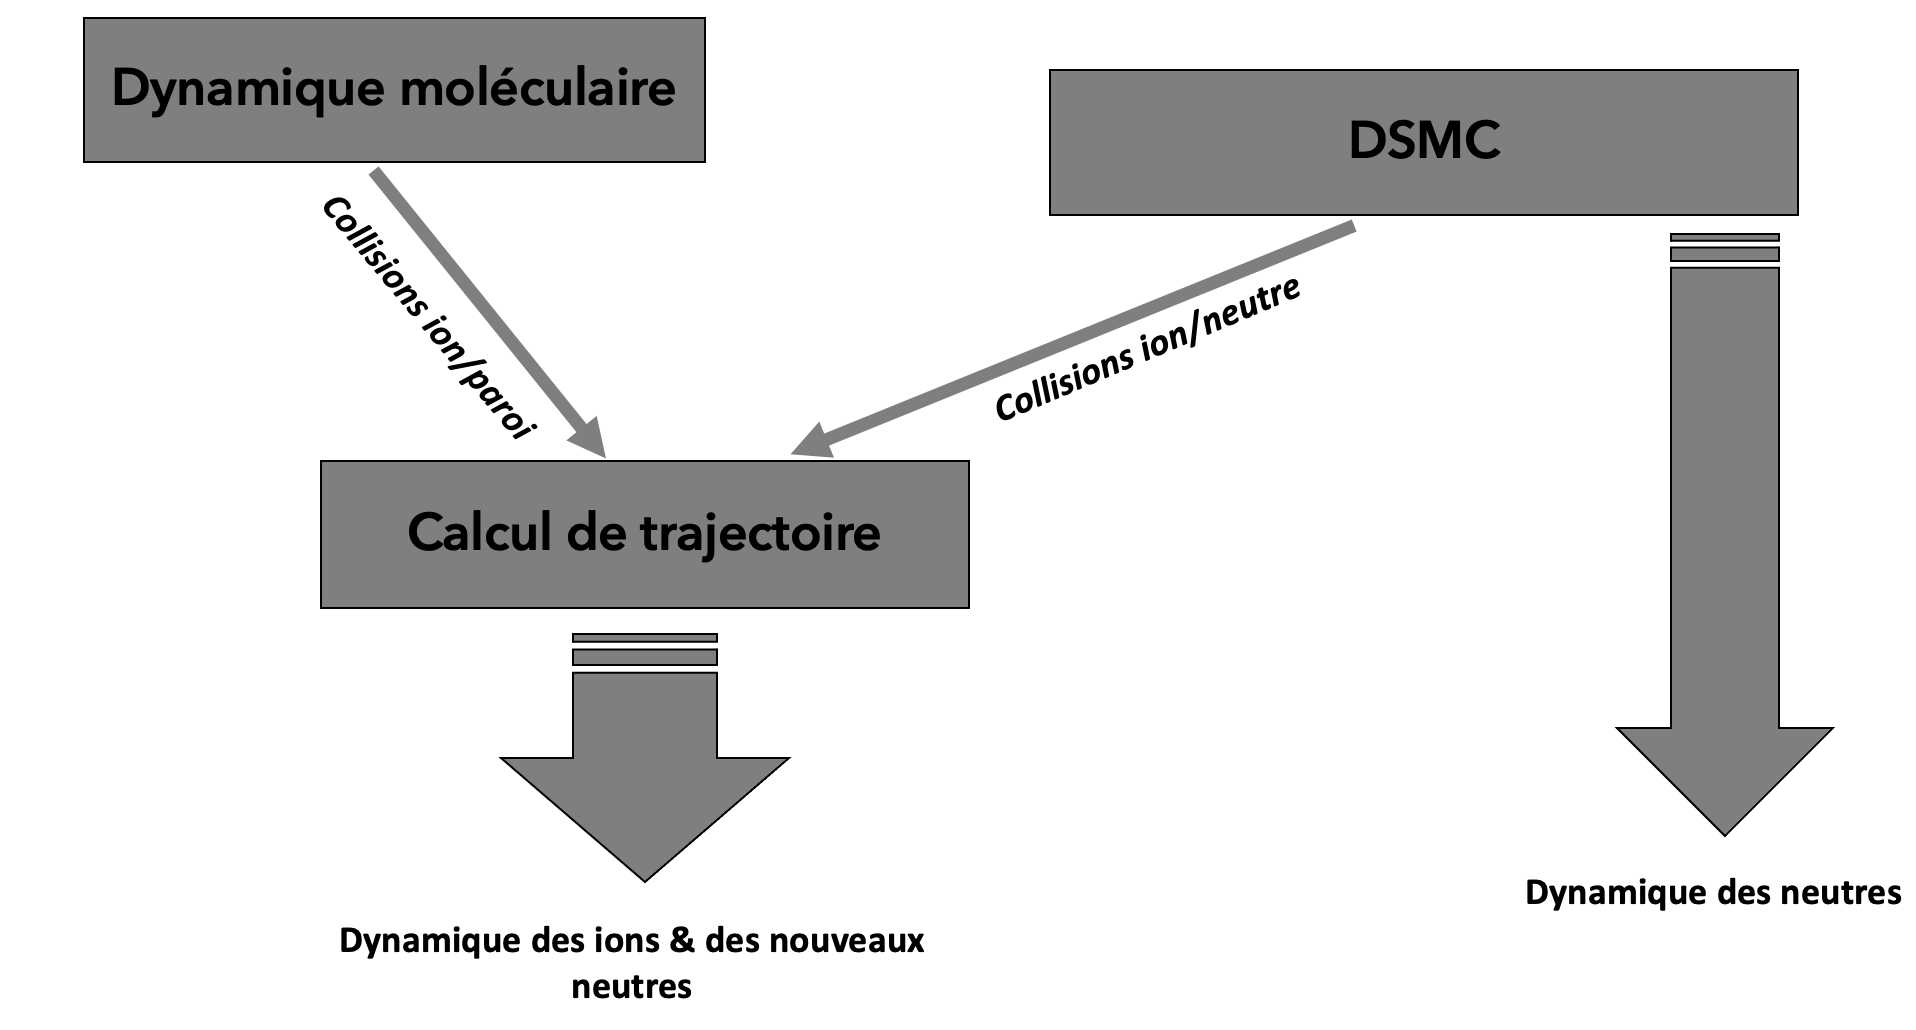 Dynamique moléculaire
DSMC
Collisions ion/paroi
Collisions ion/neutre
Calcul de trajectoire
Dynamique des neutres
Dynamique des ions & des nouveaux
neutres